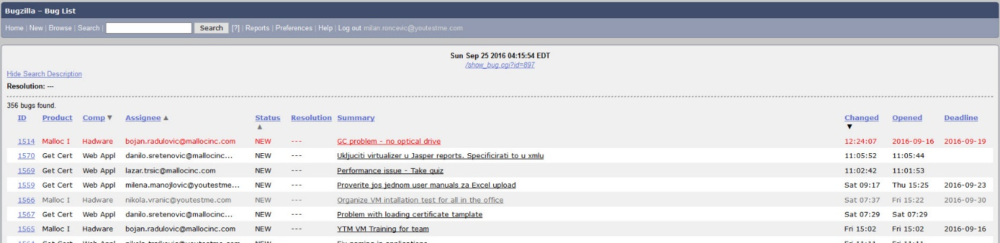 Bugzilla – Bug List
Home | New | Browse | Search | Search [?] | Reports | Preferences | Help | Log out milan.roncevic@youtestme.com
Sun Sep 25 2016 04:15:54 EDT
/show_bug.cgi?id=897
Hide Search Description
Resolution: ---
356 bugs found.
ID Product Comp ▼ Assignee ▲ Status ▲ Resolution Summary Changed ▼ Opened Deadline
1514 Malloc I Hadware bojan.radulovic@mallocinc.com NEW --- GC problem - no optical drive 12:24:07 2016-09-16 2016-09-19
1570 Get Cert Web Appl danilo.sretenovic@mallocinc... NEW --- Ukljuciti virtualizer u Jasper reports. Specificirati to u xmlu 11:05:52 11:05:44
1569 Get Cert Web Appl lazar.trsic@mallocinc.com NEW --- Performance issue - Take quiz 11:02:42 11:01:53
1559 Get Cert Web Appl milena.manojlovic@youtestme... NEW --- Proverite jos jednom user manuals za Excel upload Sat 09:17 Thu 15:25 2016-09-23
1566 Malloc I Hadware nikola.vranic@youtestme.com NEW --- Organize VM intallation test for all in the office Sat 07:37 Fri 15:22 2016-09-30
1567 Get Cert Web Appl danilo.sretenovic@mallocinc... NEW --- Problem with loading certificate tamplate Sat 07:29 Sat 07:29
1565 Malloc I Hadware bojan.radulovic@mallocinc.com NEW --- YTM VM Training for team Fri 15:02 Fri 15:02 2016-09-16